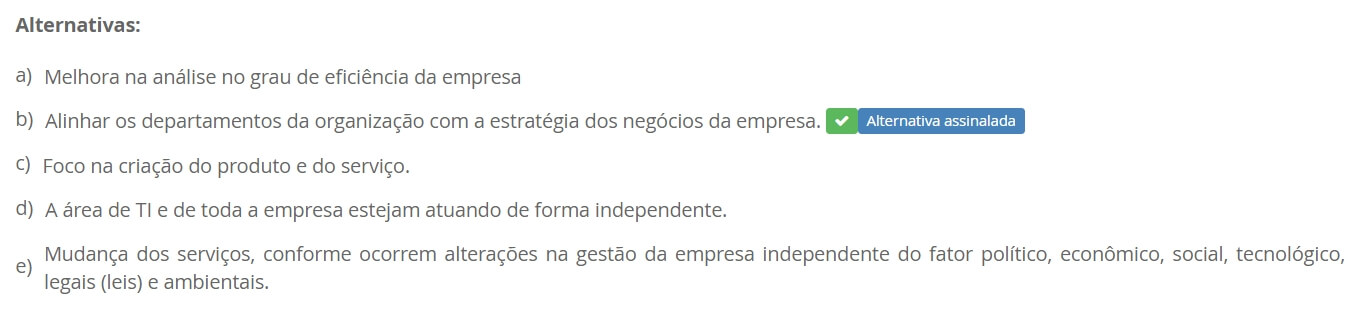 Alternativas:
a) Melhora na análise no grau de eficiência da empresa
b) Alinhar os departamentos da organização com a estratégia dos negócios da empresa. Alternativa assinalada
c) Foco na criação do produto e do serviço.
d) A área de TI e de toda a empresa estejam atuando de forma independente.
e) Mudança dos serviços, conforme ocorrem alterações na gestão da empresa independente do fator político, econômico, social, tecnológico,
legais (leis) e ambientais.